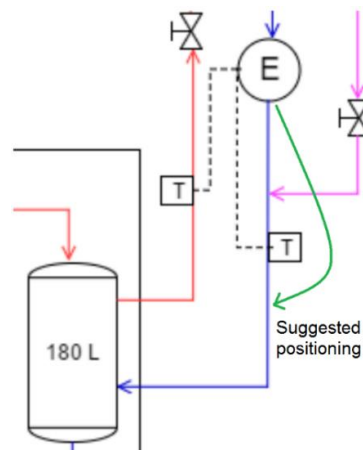 E
T
T
180 L
Suggested
positioning